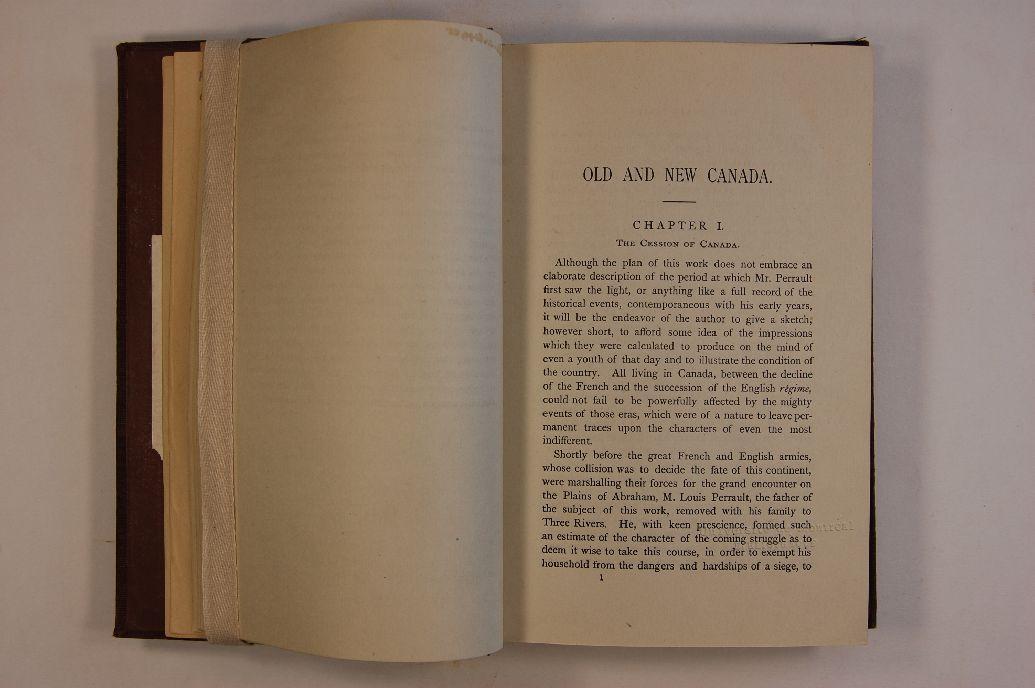 OLD AND NEW CANADA.
CHAPTER I.
THE CESSION OF CANADA.
Although the plan of this work does not embrace an
elaborate description of the period at which Mr. Perrault
first saw the light, or anything like a full record of the
historical events, contemporaneous with his early years,
it will be the endeavor of the author to give a sketch,
however short, to afford some idea of the impressions
which they were calculated to produce on the mind of
even a youth of that day and to illustrate the condition of
the country. All living in Canada, between the decline
of the French and the succession of the English régime,
could not fail to be powerfully affected by the mighty
events of those eras, which were of a nature to leave per-
manent traces upon the characters of even the most
indifferent.
Shortly before the great French and English armies,
whose collision was to decide the fate of this continent,
were marshalling their forces for the grand encounter on
the Plains of Abraham, M. Louis Perrault, the father of
the subject of this work, removed with his family to
Three Rivers. He, with keen prescience, formed such
an estimate of the character of the coming struggle as to
deem it wise to take this course, in order to exempt his
household from the dangers and hardships of a siege, to
1